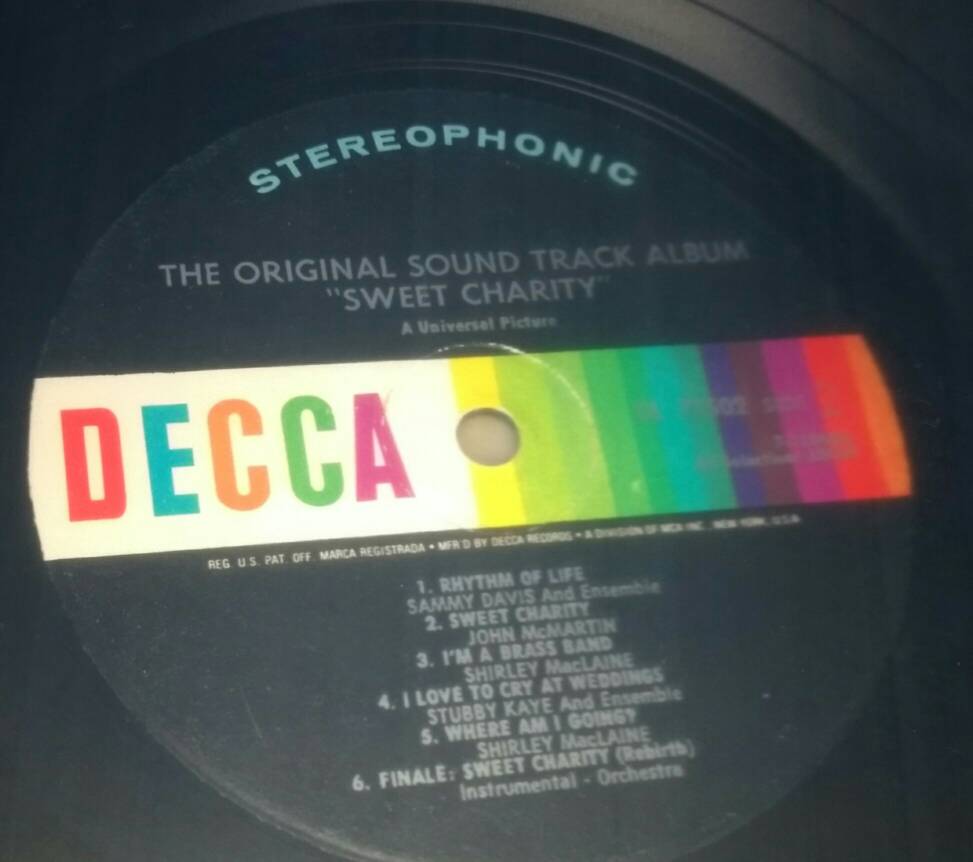 STEREOPHONIC
THE ORIGINAL SOUND TRACK ALBUM
"SWEET CHARITY"
A Universal Picture
DECCA
REG. U.S. PAT. OFF. MARCA REGISTRADA • MFR'D BY DECCA RECORDS • A DIVISION OF MCA INC., NEW YORK, U.S.A.
1. RHYTHM OF LIFE
SAMMY DAVIS And Ensemble
2. SWEET CHARITY
JOHN McMARTIN
3. I'M A BRASS BAND
SHIRLEY MacLAINE
4. I LOVE TO CRY AT WEDDINGS
STUBBY KAYE And Ensemble
5. WHERE AM I GOING?
SHIRLEY MacLAINE
6. FINALE: SWEET CHARITY (Rebirth)
Instrumental - Orchestra